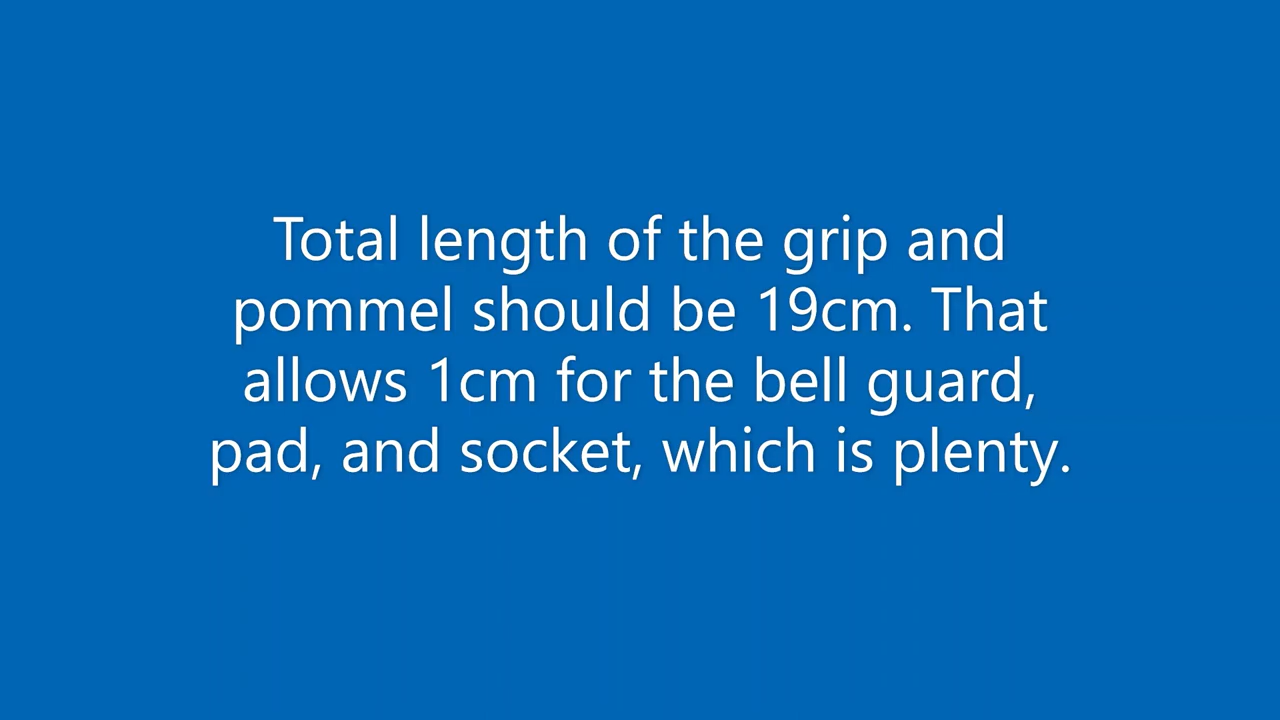 Total length of the grip and
pommel should be 19cm. That
allows 1cm for the bell guard,
pad, and socket, which is plenty.